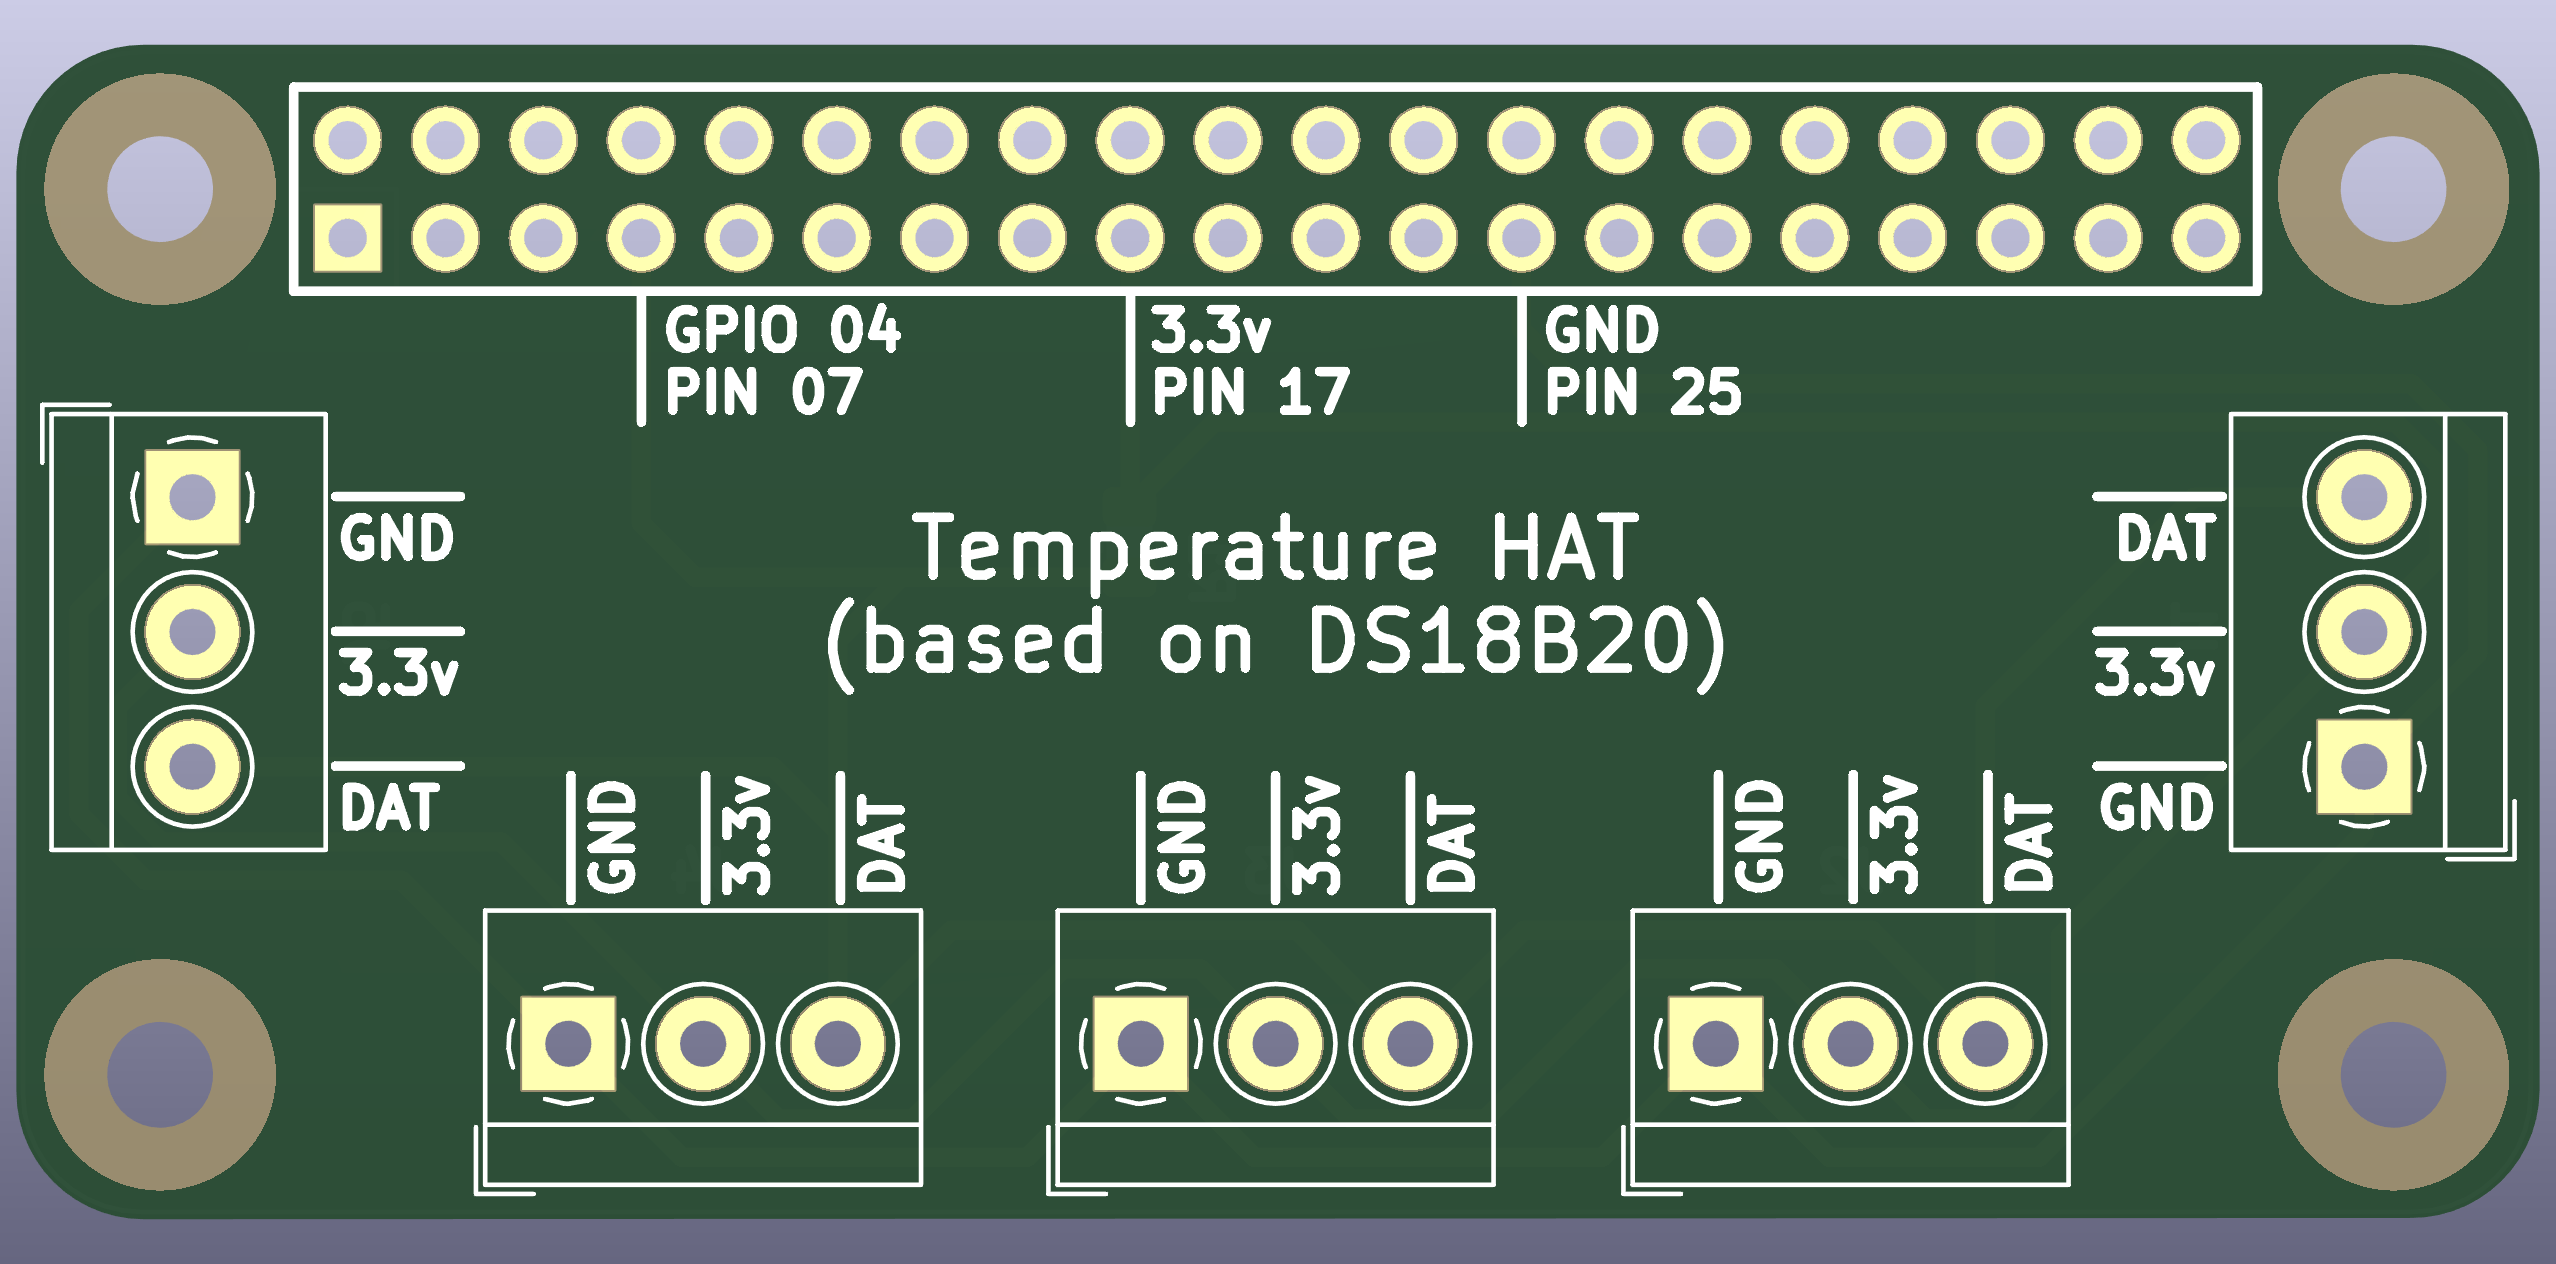 GPIO 04
PIN 07
3.3v
PIN 17
GND
PIN 25
GND
3.3v
DAT
Temperature HAT
(based on DS18B20)
DAT
3.3v
GND
GND
3.3v
DAT
GND
3.3v
DAT
GND
3.3v
DAT